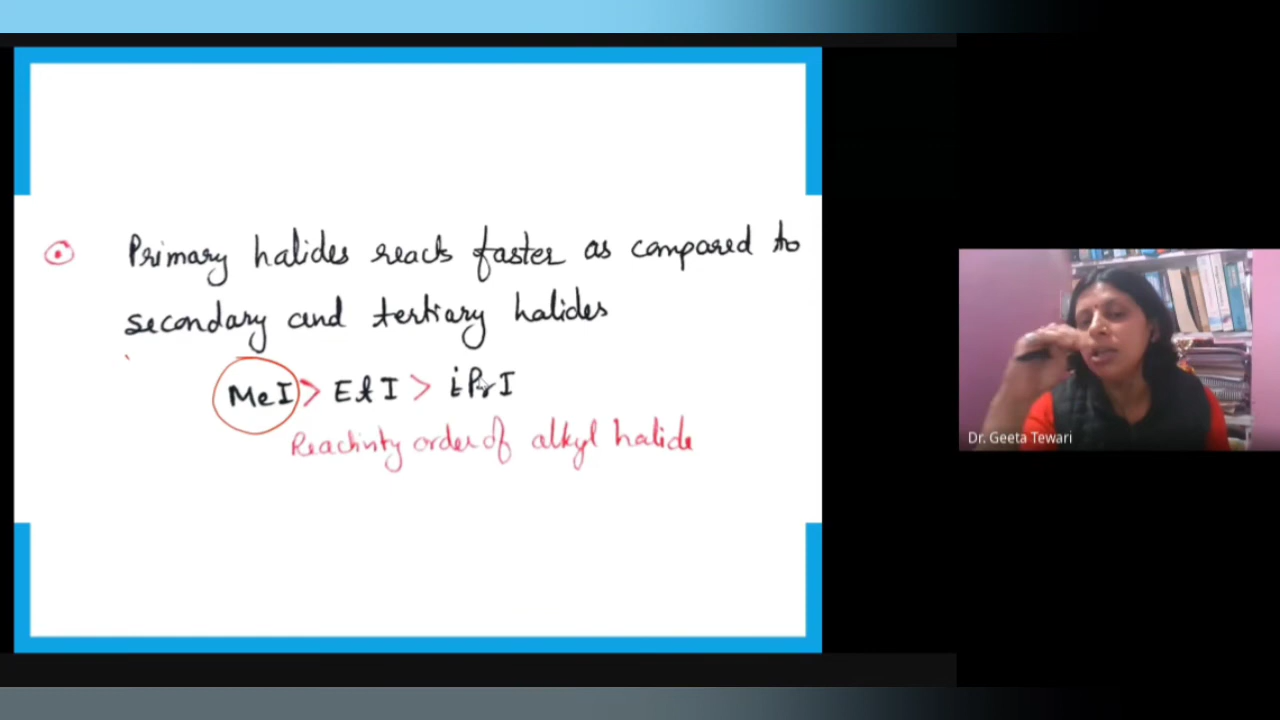 Primary halides reacts faster as compared to
secondary and tertiary halides
MeI > EtI > iPrI
Reactivity order of alkyl halide
Dr. Geeta Tewari